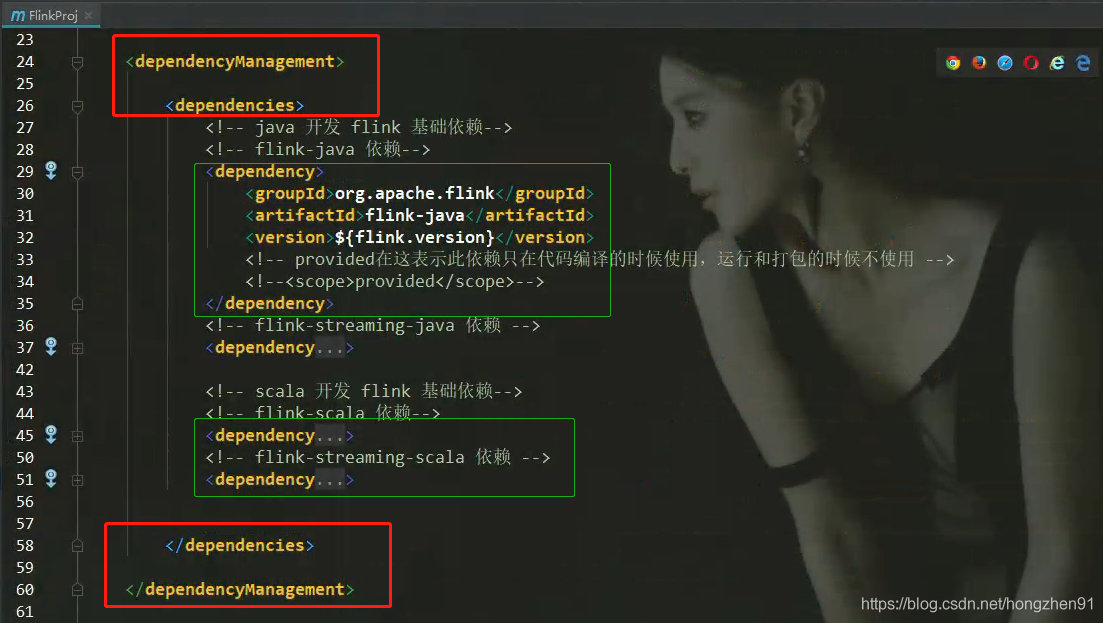 FlinkProj
23
24 <dependencyManagement>
25
26 <dependencies>
27 <!-- java 开发 flink 基础依赖-->
28 <!-- flink-java 依赖-->
29 <dependency>
30 <groupId>org.apache.flink</groupId>
31 <artifactId>flink-java</artifactId>
32 <version>${flink.version}</version>
33 <!-- provided在这表示此依赖只在代码编译的时候使用，运行和打包的时候不使用 -->
34 <!--<scope>provided</scope>-->
35 </dependency>
36 <!-- flink-streaming-java 依赖 -->
37 <dependency...>
42
43 <!-- scala 开发 flink 基础依赖-->
44 <!-- flink-scala 依赖-->
45 <dependency...>
50 <!-- flink-streaming-scala 依赖 -->
51 <dependency...>
56
57
58 </dependencies>
59
60 </dependencyManagement>
61
https://blog.csdn.net/hongzhen91